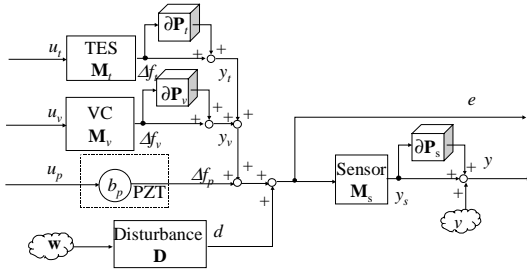 ∂P_t
u_t TES M_t Δf_t + + y_t
∂P_v
u_v VC M_v Δf_v + + y_v + +
e
∂P_s
u_p b_p PZT Δf_p + + + + Sensor M_s y_s + + + y
w Disturbance D d
v